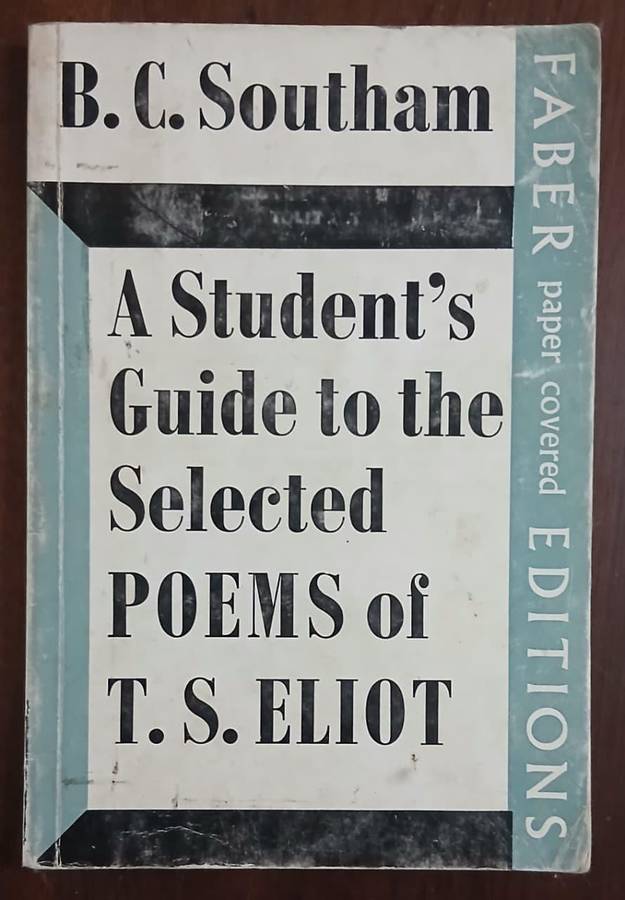 B. C. Southam
A Student's
Guide to the
Selected
POEMS of
T. S. ELIOT
FABER paper covered EDITIONS